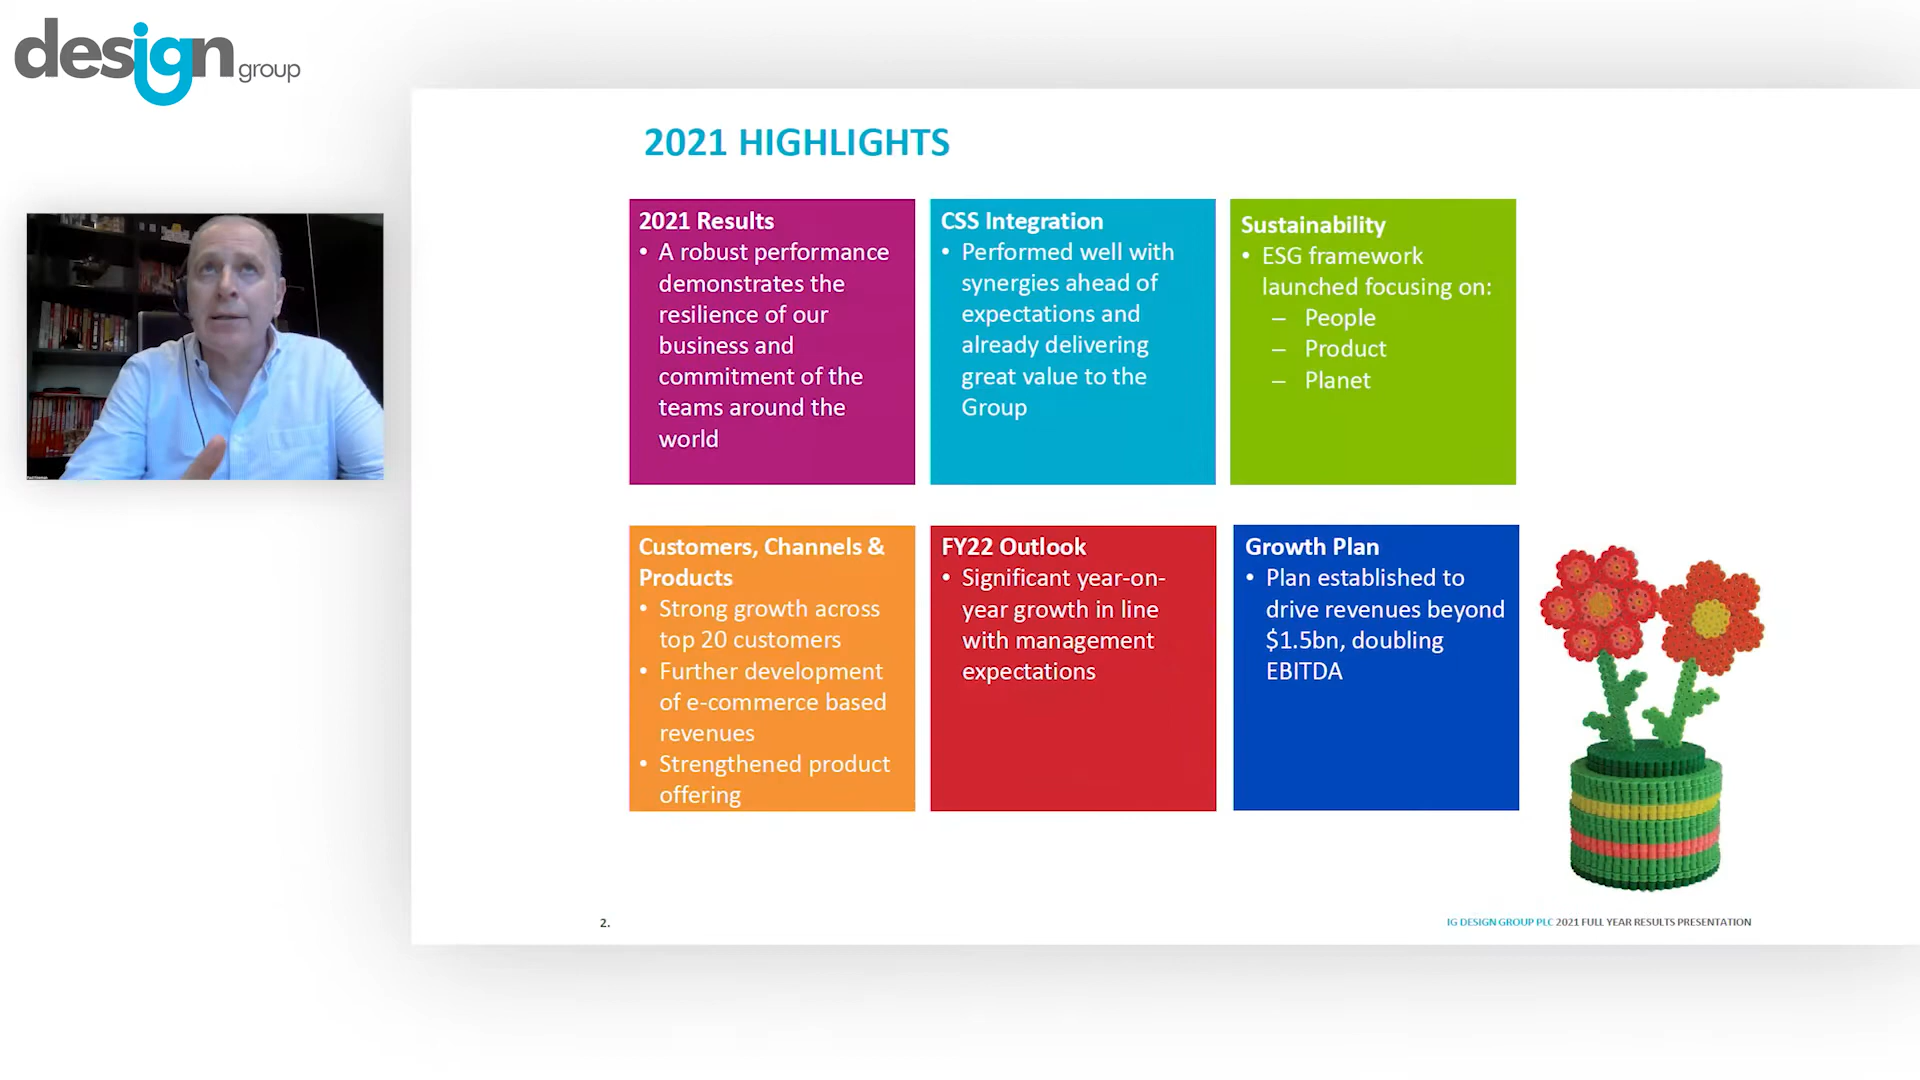 design group
2021 HIGHLIGHTS
2021 Results
• A robust performance
demonstrates the
resilience of our
business and
commitment of the
teams around the
world
CSS Integration
• Performed well with
synergies ahead of
expectations and
already delivering
great value to the
Group
Sustainability
• ESG framework
launched focusing on:
– People
– Product
– Planet
Customers, Channels &
Products
• Strong growth across
top 20 customers
• Further development
of e-commerce based
revenues
• Strengthened product
offering
FY22 Outlook
• Significant year-on-
year growth in line
with management
expectations
Growth Plan
• Plan established to
drive revenues beyond
$1.5bn, doubling
EBITDA
2.
IG DESIGN GROUP PLC 2021 FULL YEAR RESULTS PRESENTATION